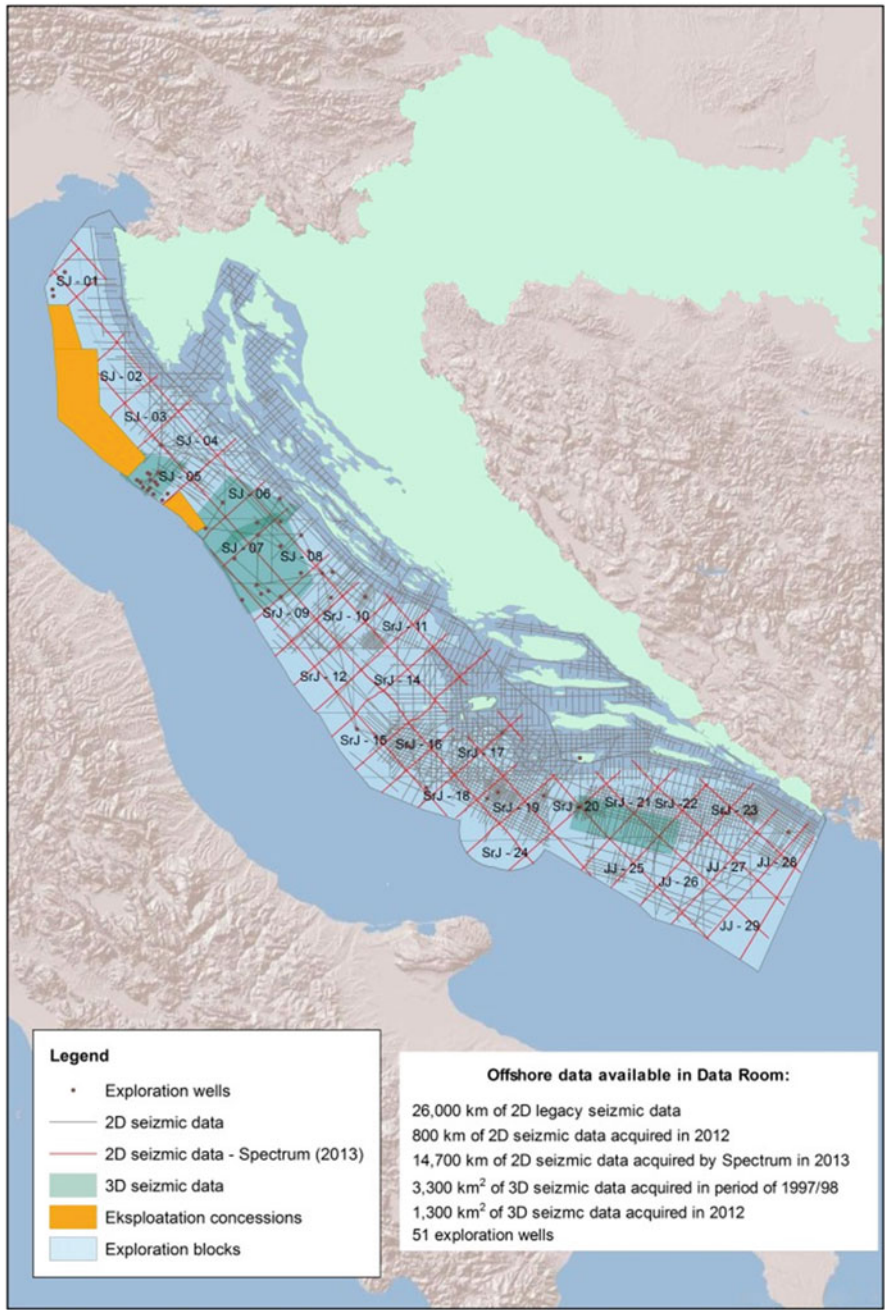 SJ - 01
SJ - 02
SJ - 03
SJ - 04
SJ - 05
SJ - 06
SJ - 07
SJ - 08
SrJ - 09
SrJ - 10
SrJ - 11
SrJ - 12
SrJ - 14
SrJ - 15
SrJ - 16
SrJ - 17
SrJ - 18
SrJ - 19
SrJ - 20
SrJ - 21
SrJ - 22
SrJ - 23
SrJ - 24
JJ - 25
JJ - 26
JJ - 27
JJ - 28
JJ - 29
Legend
Exploration wells
2D seizmic data
2D seizmic data - Spectrum (2013)
3D seizmic data
Eksploatation concessions
Exploration blocks
Offshore data available in Data Room:
26,000 km of 2D legacy seizmic data
800 km of 2D seizmic data acquired in 2012
14,700 km of 2D seizmic data acquired by Spectrum in 2013
3,300 km² of 3D seizmic data acquired in period of 1997/98
1,300 km² of 3D seizmc data acquired in 2012
51 exploration wells